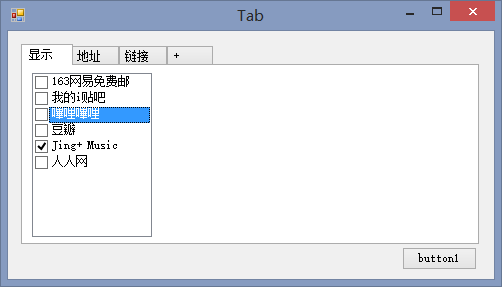 Tab
显示 地址 链接 +
163网易免费邮
我的i贴吧
哔哩哔哩
豆瓣
Jing+ Music
人人网
button1